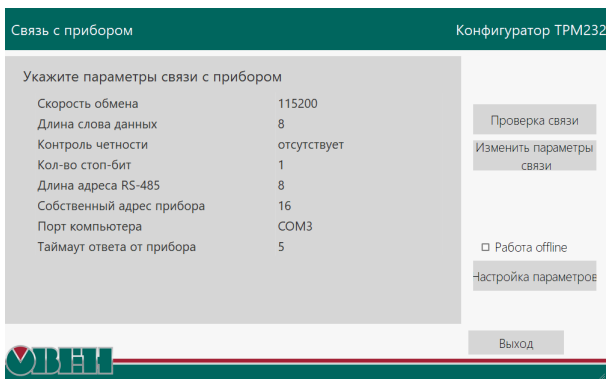 Связь с прибором
Конфигуратор ТРМ232
Укажите параметры связи с прибором
Скорость обмена 115200
Длина слова данных 8
Контроль четности отсутствует
Кол-во стоп-бит 1
Длина адреса RS-485 8
Собственный адрес прибора 16
Порт компьютера COM3
Таймаут ответа от прибора 5
Проверка связи
Изменить параметры
связи
Работа offline
Настройка параметров
Выход
ОВЕН